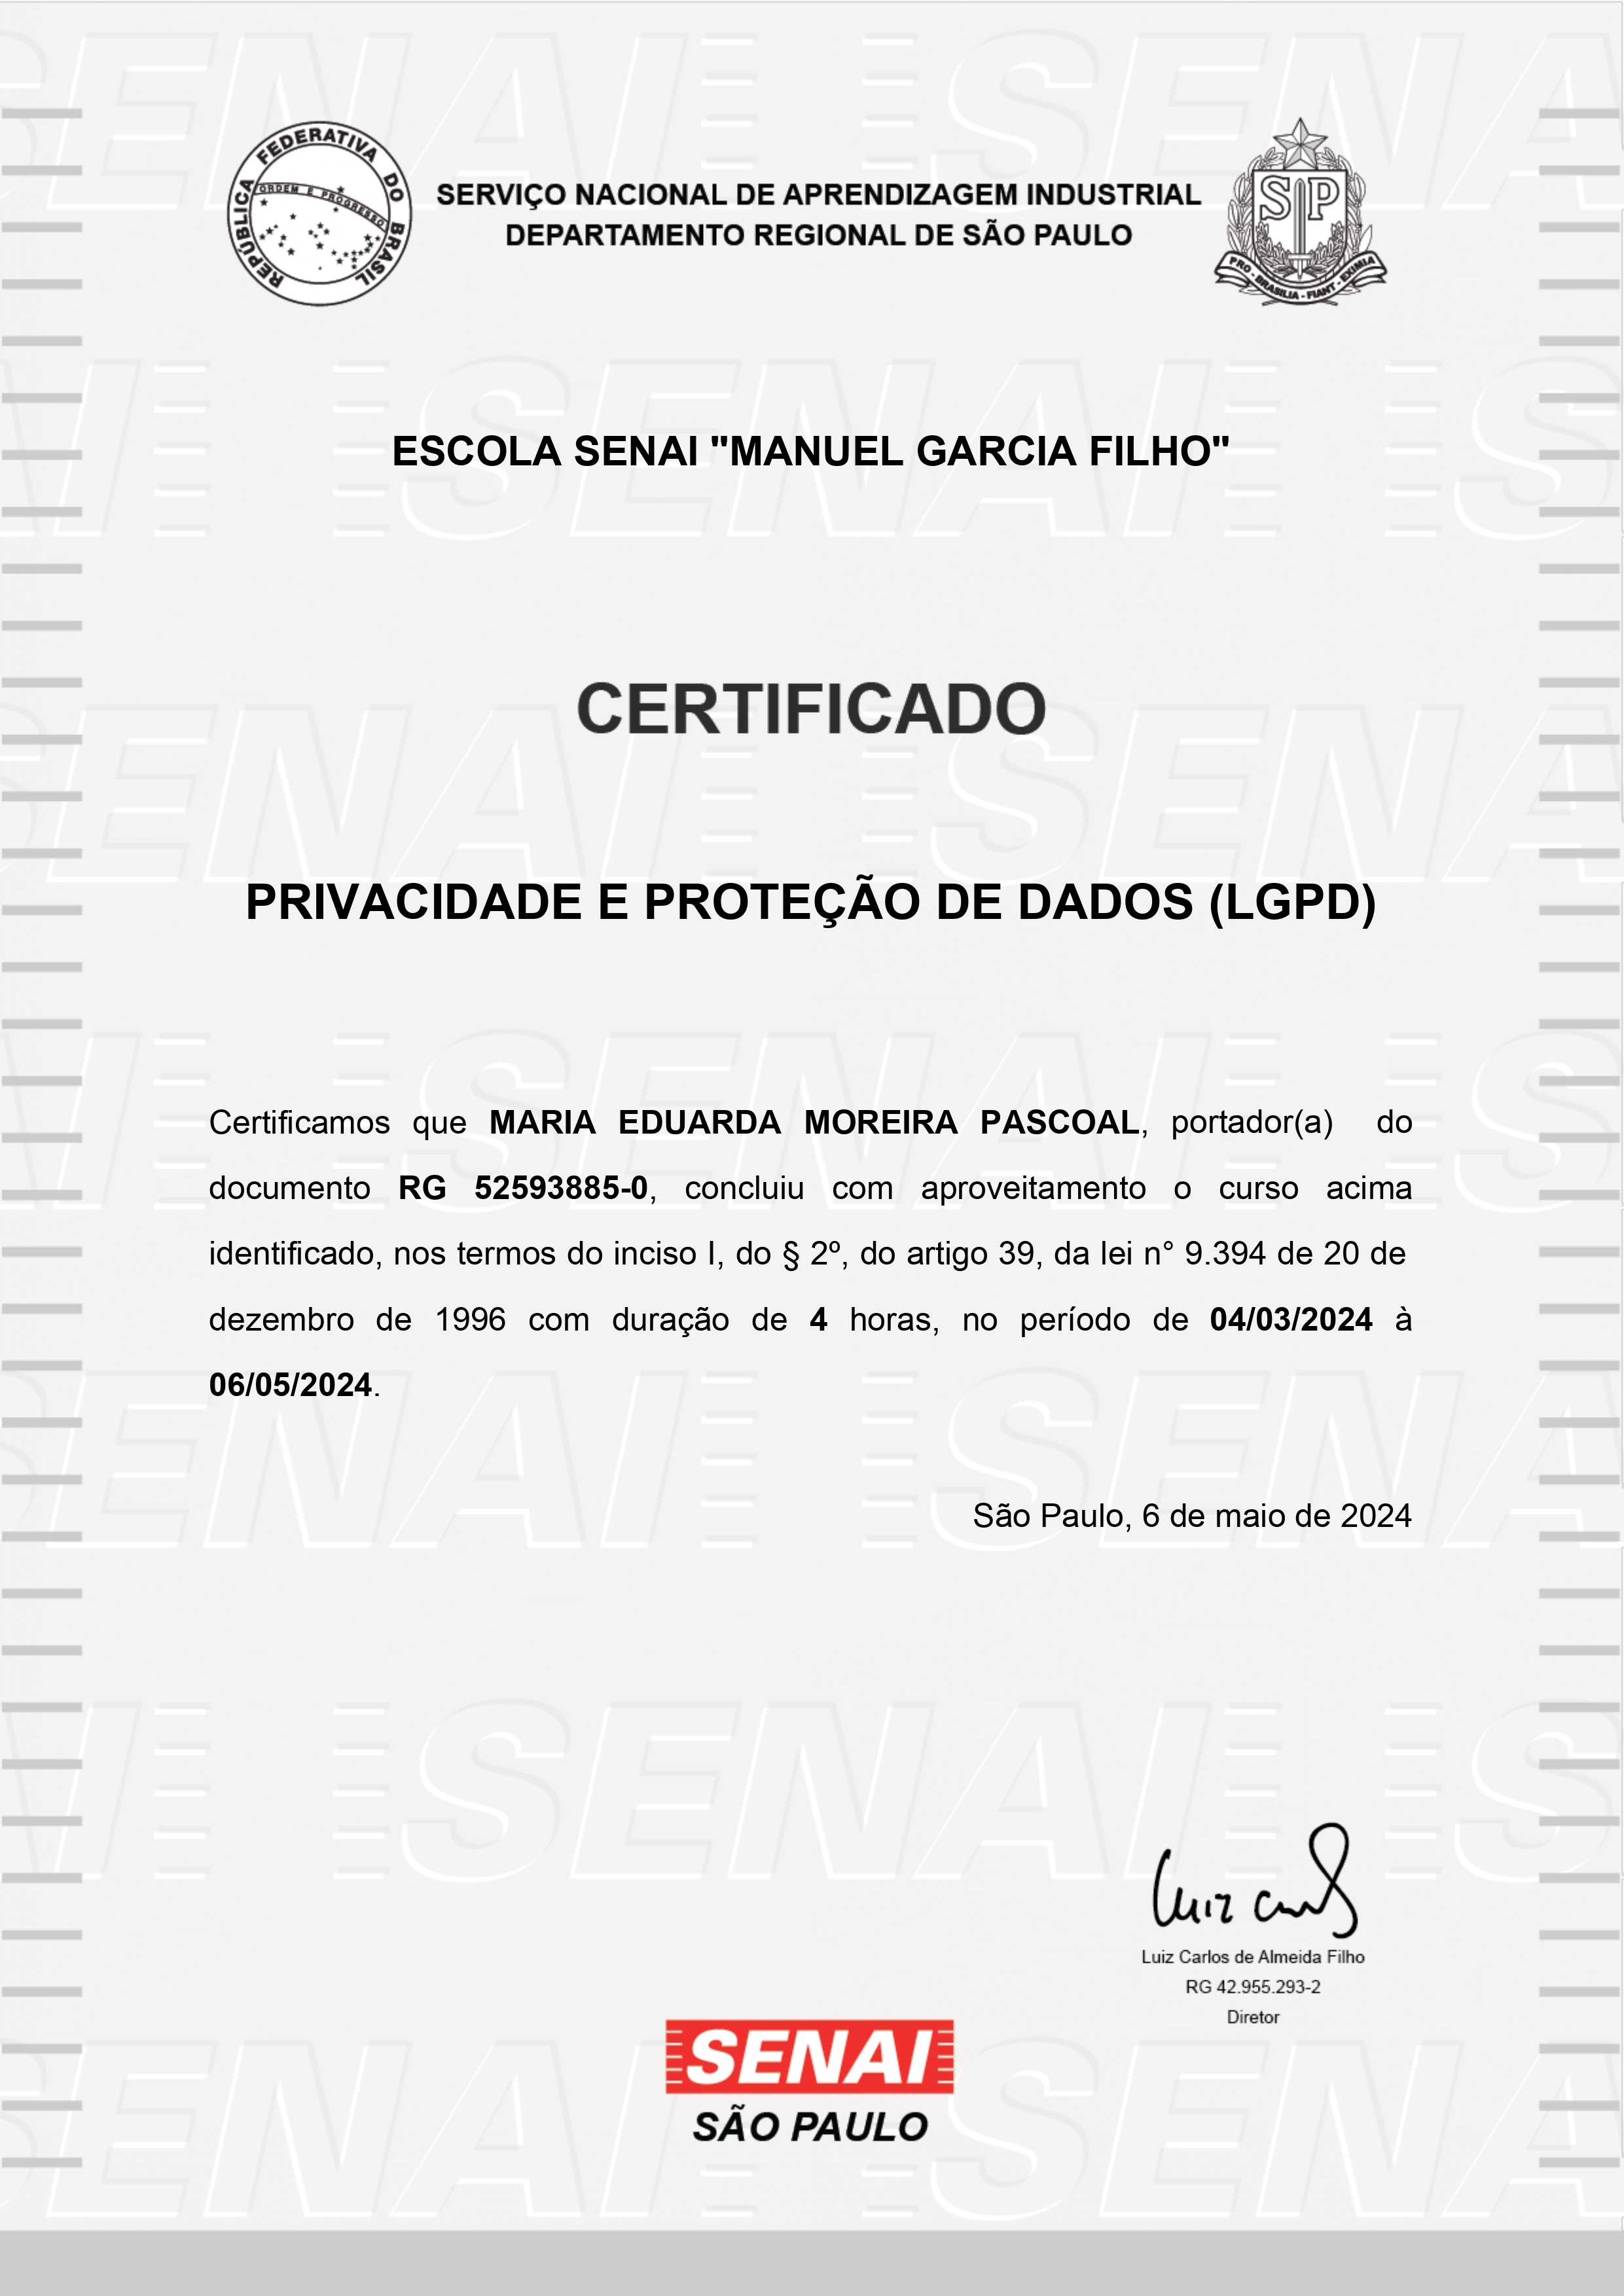 REPÚBLICA FEDERATIVA DO BRASIL
ORDEM E PROGRESSO
SERVIÇO NACIONAL DE APRENDIZAGEM INDUSTRIAL
DEPARTAMENTO REGIONAL DE SÃO PAULO
SP
PRO - BRASILIA - FIANT - EXIMIA
ESCOLA SENAI "MANUEL GARCIA FILHO"
CERTIFICADO
PRIVACIDADE E PROTEÇÃO DE DADOS (LGPD)
Certificamos que MARIA EDUARDA MOREIRA PASCOAL, portador(a) do
documento RG 52593885-0, concluiu com aproveitamento o curso acima
identificado, nos termos do inciso I, do § 2º, do artigo 39, da lei n° 9.394 de 20 de
dezembro de 1996 com duração de 4 horas, no período de 04/03/2024 à
06/05/2024.
São Paulo, 6 de maio de 2024
Luiz Carlos de Almeida Filho
RG 42.955.293-2
Diretor
SENAI
SÃO PAULO